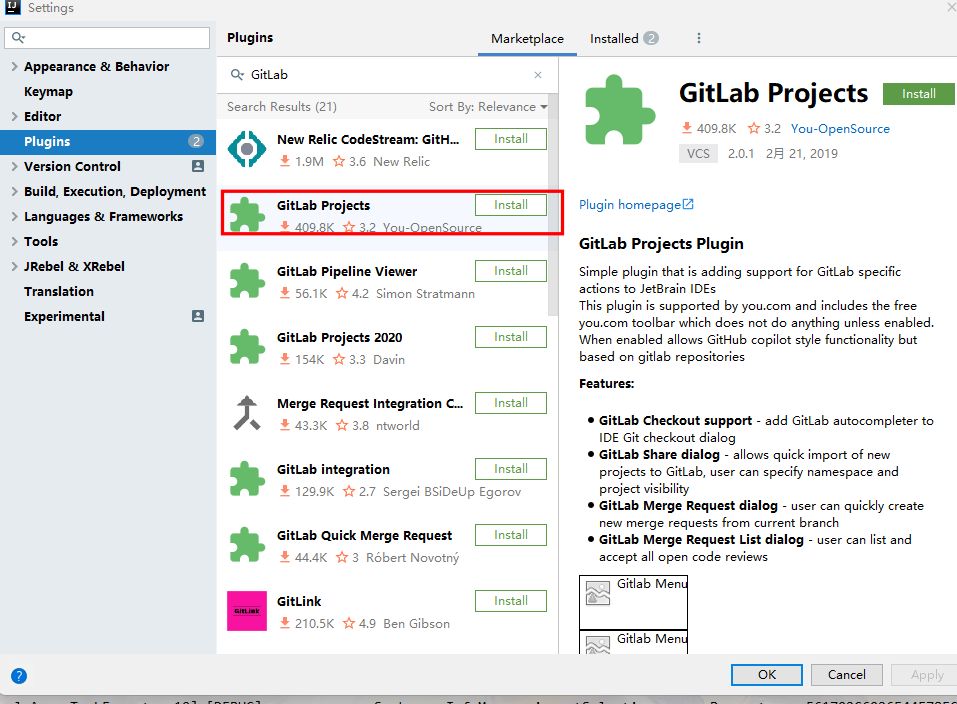 Settings
Appearance & Behavior
Keymap
Editor
Plugins 2
Version Control
Build, Execution, Deployment
Languages & Frameworks
Tools
JRebel & XRebel
Translation
Experimental
Plugins
Marketplace
Installed 2
GitLab
Search Results (21)
Sort By: Relevance
New Relic CodeStream: GitH...
Install
1.9M 3.6 New Relic
GitLab Projects
Install
409.8K 3.2 You-OpenSource
GitLab Pipeline Viewer
Install
56.1K 4.2 Simon Stratmann
GitLab Projects 2020
Install
154K 3.3 Davin
Merge Request Integration C...
Install
43.3K 3.8 ntworld
GitLab integration
Install
129.9K 2.7 Sergei BSiDeUp Egorov
GitLab Quick Merge Request
Install
44.4K 3 Róbert Novotný
GitLink
Install
210.5K 4.9 Ben Gibson
GitLab Projects
Install
409.8K 3.2 You-OpenSource
VCS 2.0.1 2月 21, 2019
Plugin homepage
GitLab Projects Plugin
Simple plugin that is adding support for GitLab specific
actions to JetBrain IDEs
This plugin is supported by you.com and includes the free
you.com toolbar which does not do anything unless enabled.
When enabled allows GitHub copilot style functionality but
based on gitlab repositories
Features:
GitLab Checkout support - add GitLab autocompleter to
IDE Git checkout dialog
GitLab Share dialog - allows quick import of new
projects to GitLab, user can specify namespace and
project visibility
GitLab Merge Request dialog - user can quickly create
new merge requests from current branch
GitLab Merge Request List dialog - user can list and
accept all open code reviews
Gitlab Menu
Gitlab Menu
OK
Cancel
Apply